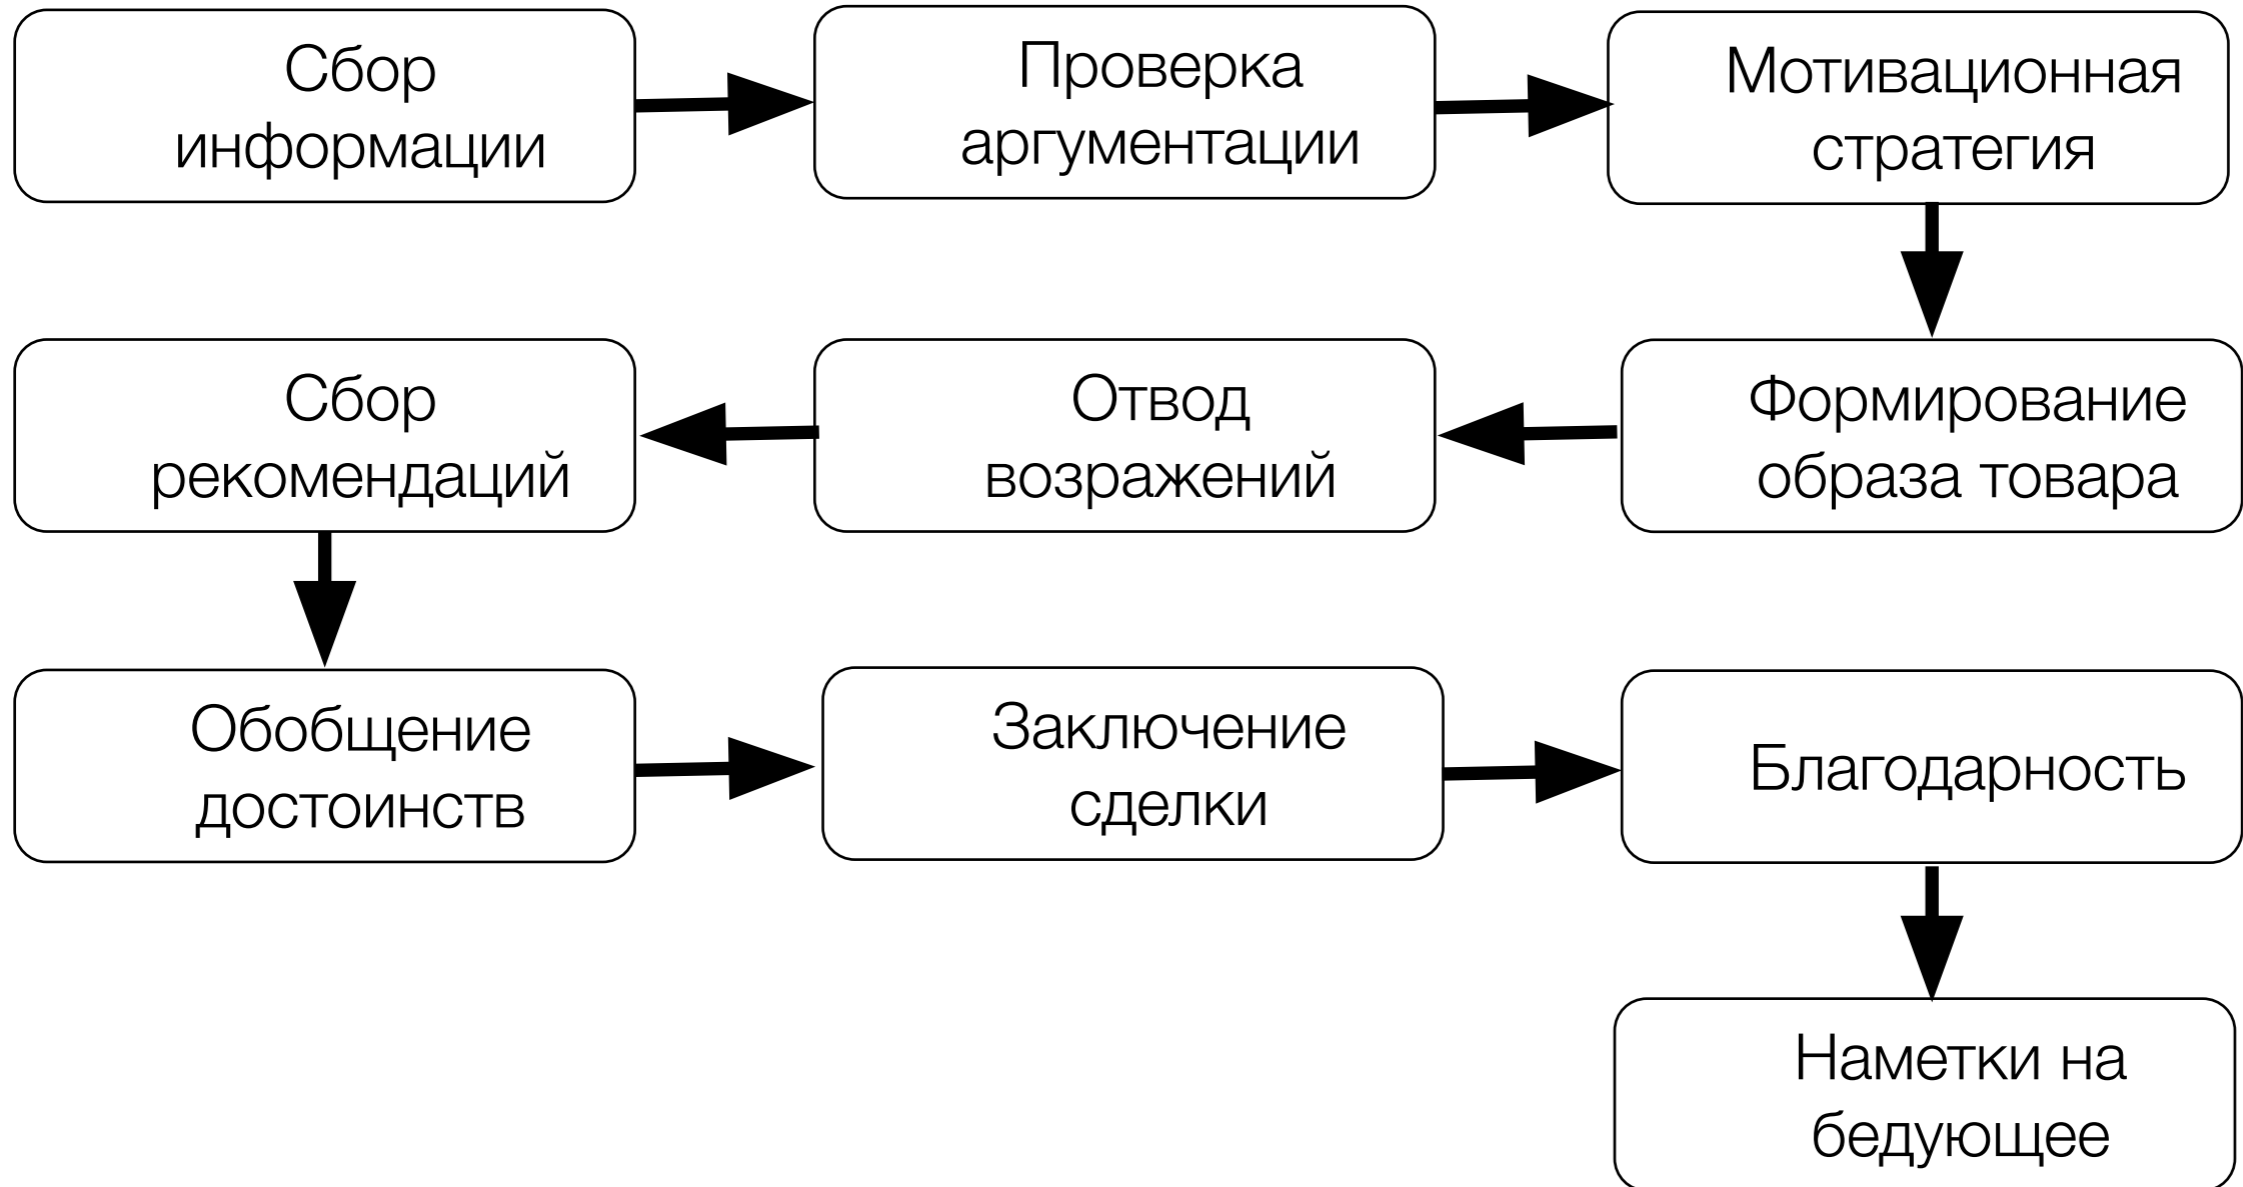 Сбор
информации
Проверка
аргументации
Мотивационная
стратегия
Формирование
образа товара
Отвод
возражений
Сбор
рекомендаций
Обобщение
достоинств
Заключение
сделки
Благодарность
Наметки на
бедующее